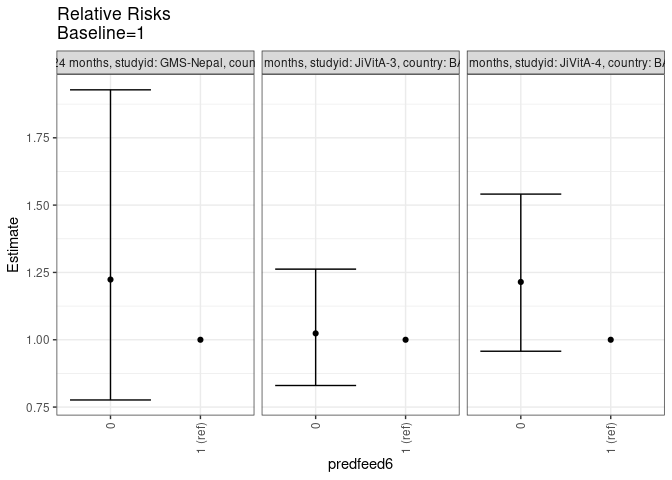 Relative Risks
Baseline=1
24 months, studyid: GMS-Nepal, coun
months, studyid: JiVitA-3, country: BA
months, studyid: JiVitA-4, country: BA
Estimate
1.75
1.50
1.25
1.00
0.75
0
1 (ref)
0
1 (ref)
0
1 (ref)
predfeed6